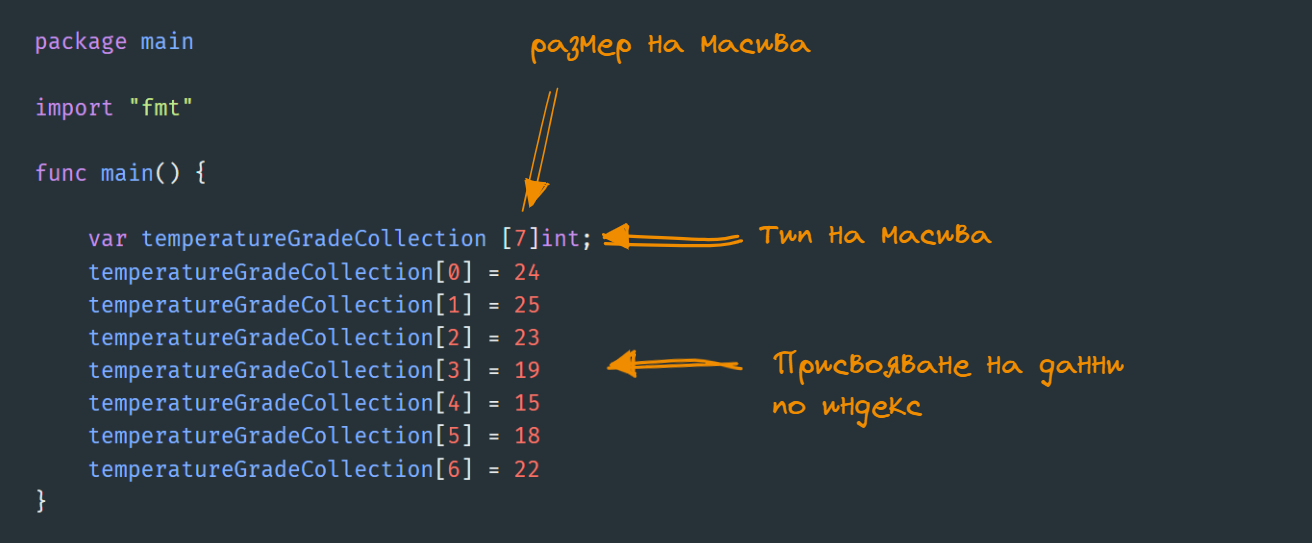 package main
размер на масива
import "fmt"
func main() {
var temperatureGradeCollection [7]int;
тип на масива
temperatureGradeCollection[0] = 24
temperatureGradeCollection[1] = 25
temperatureGradeCollection[2] = 23
temperatureGradeCollection[3] = 19
temperatureGradeCollection[4] = 15
temperatureGradeCollection[5] = 18
temperatureGradeCollection[6] = 22
Присвояване на данни
по индекс
}